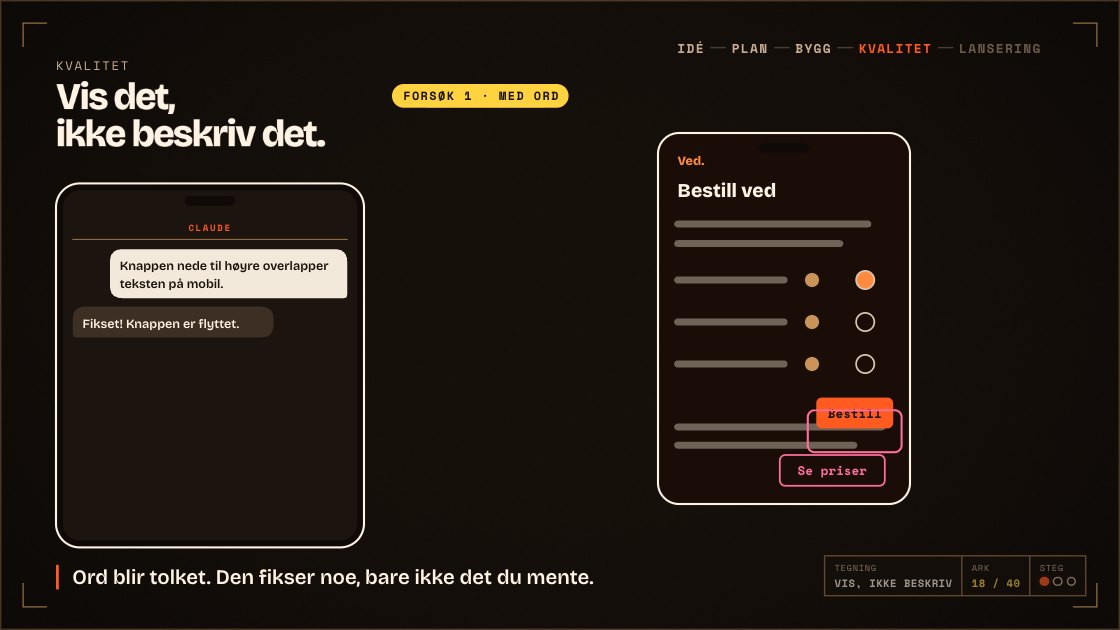 IDÉ — PLAN — BYGG — KVALITET — LANSERING
KVALITET
Vis det,
ikke beskriv det.
FORSØK 1 · MED ORD
CLAUDE
Knappen nede til høyre overlapper
teksten på mobil.
Fikset! Knappen er flyttet.
Ved.
Bestill ved
Bestill
Se priser
Ord blir tolket. Den fikser noe, bare ikke det du mente.
TEGNING
VIS, IKKE BESKRIV
ARK
18 / 40
STEG